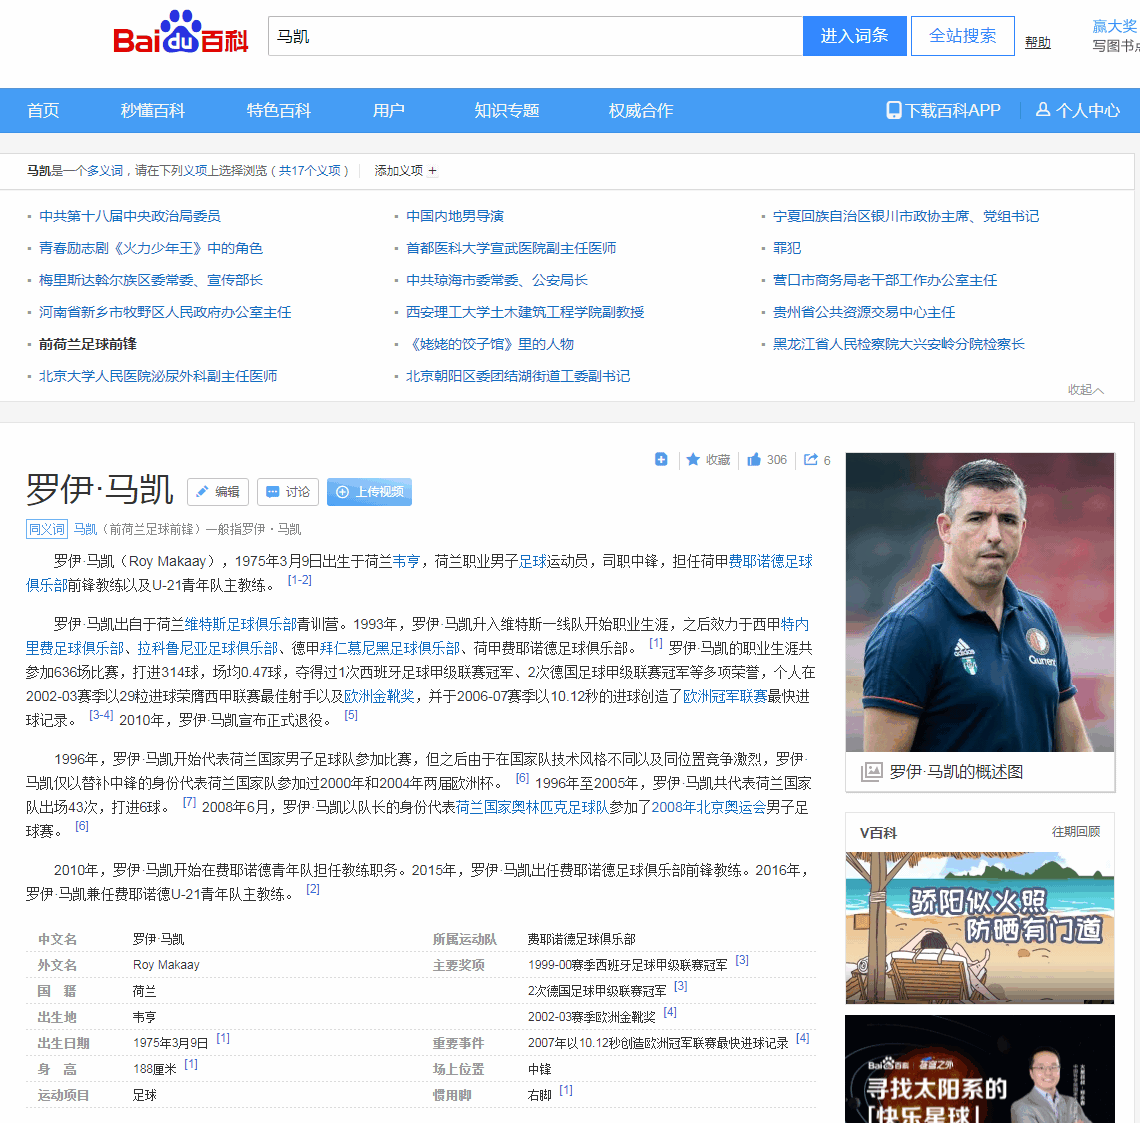 Bai du 百科
马凯
进入词条
全站搜索
帮助
赢大奖
写图书点
首页
秒懂百科
特色百科
用户
知识专题
权威合作
下载百科APP
个人中心
马凯是一个多义词，请在下列义项上选择浏览（共17个义项）
添加义项 +
▪ 中共第十八届中央政治局委员
▪ 中国内地男导演
▪ 宁夏回族自治区银川市政协主席、党组书记
▪ 青春励志剧《火力少年王》中的角色
▪ 首都医科大学宣武医院副主任医师
▪ 罪犯
▪ 梅里斯达斡尔族区委常委、宣传部长
▪ 中共琼海市委常委、公安局长
▪ 营口市商务局老干部工作办公室主任
▪ 河南省新乡市牧野区人民政府办公室主任
▪ 西安理工大学土木建筑工程学院副教授
▪ 贵州省公共资源交易中心主任
▪ 前荷兰足球前锋
▪ 《姥姥的饺子馆》里的人物
▪ 黑龙江省人民检察院大兴安岭分院检察长
▪ 北京大学人民医院泌尿外科副主任医师
▪ 北京朝阳区委团结湖街道工委副书记
收起
收藏
306
6
罗伊·马凯
编辑
讨论
上传视频
同义词 马凯（前荷兰足球前锋）一般指罗伊·马凯
罗伊·马凯（Roy Makaay），1975年3月9日出生于荷兰韦亨，荷兰职业男子足球运动员，司职中锋，担任荷甲费耶诺德足球
俱乐部前锋教练以及U-21青年队主教练。 [1-2]
罗伊·马凯出自于荷兰维特斯足球俱乐部青训营。1993年，罗伊·马凯升入维特斯一线队开始职业生涯，之后效力于西甲特内
里费足球俱乐部、拉科鲁尼亚足球俱乐部、德甲拜仁慕尼黑足球俱乐部、荷甲费耶诺德足球俱乐部。 [1] 罗伊·马凯的职业生涯共
参加636场比赛，打进314球，场均0.47球，夺得过1次西班牙足球甲级联赛冠军、2次德国足球甲级联赛冠军等多项荣誉，个人在
2002-03赛季以29粒进球荣膺西甲联赛最佳射手以及欧洲金靴奖，并于2006-07赛季以10.12秒的进球创造了欧洲冠军联赛最快进
球记录。 [3-4] 2010年，罗伊·马凯宣布正式退役。 [5]
1996年，罗伊·马凯开始代表荷兰国家男子足球队参加比赛，但之后由于在国家队技术风格不同以及同位置竞争激烈，罗伊·
马凯仅以替补中锋的身份代表荷兰国家队参加过2000年和2004年两届欧洲杯。 [6] 1996年至2005年，罗伊·马凯共代表荷兰国家
队出场43次，打进6球。 [7] 2008年6月，罗伊·马凯以队长的身份代表荷兰国家奥林匹克足球队参加了2008年北京奥运会男子足
球赛。 [6]
2010年，罗伊·马凯开始在费耶诺德青年队担任教练职务。2015年，罗伊·马凯出任费耶诺德足球俱乐部前锋教练。2016年，
罗伊·马凯兼任费耶诺德U-21青年队主教练。 [2]
中文名 罗伊·马凯
所属运动队 费耶诺德足球俱乐部
外文名 Roy Makaay
主要奖项 1999-00赛季西班牙足球甲级联赛冠军 [3]
国 籍 荷兰
2次德国足球甲级联赛冠军 [3]
出生地 韦亨
2002-03赛季欧洲金靴奖 [4]
出生日期 1975年3月9日 [1]
重要事件 2007年以10.12秒创造欧洲冠军联赛最快进球记录 [4]
身 高 188厘米 [1]
场上位置 中锋
运动项目 足球
惯用脚 右脚 [1]
adidas
Qurrent
罗伊·马凯的概述图
V百科
往期回顾
骄阳似火照
防晒有门道
Bai百科
寻找太阳系的
「快乐星球」